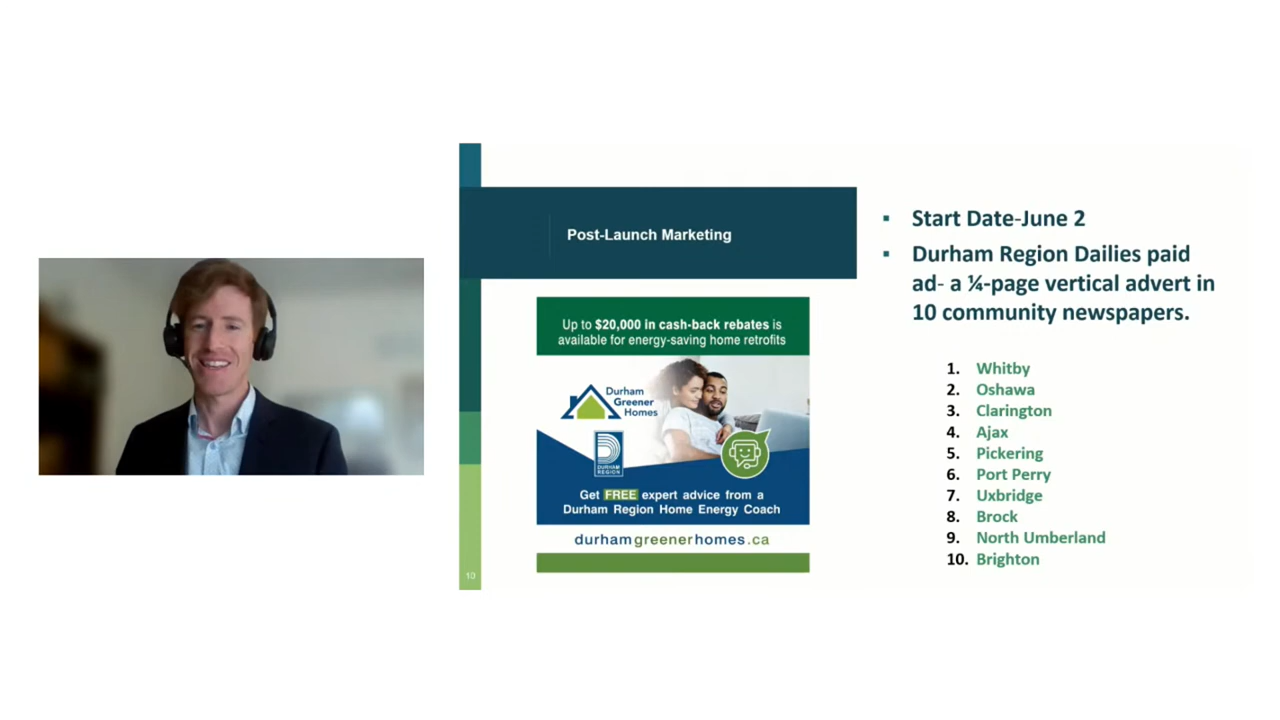 Post-Launch Marketing
Up to $20,000 in cash-back rebates is
available for energy-saving home retrofits
Durham
Greener
Homes
DURHAM
REGION
Get FREE expert advice from a
Durham Region Home Energy Coach
durhamgreenerhomes.ca
10
▪ Start Date-June 2
▪ Durham Region Dailies paid
ad- a ¼-page vertical advert in
10 community newspapers.
1. Whitby
2. Oshawa
3. Clarington
4. Ajax
5. Pickering
6. Port Perry
7. Uxbridge
8. Brock
9. North Umberland
10. Brighton